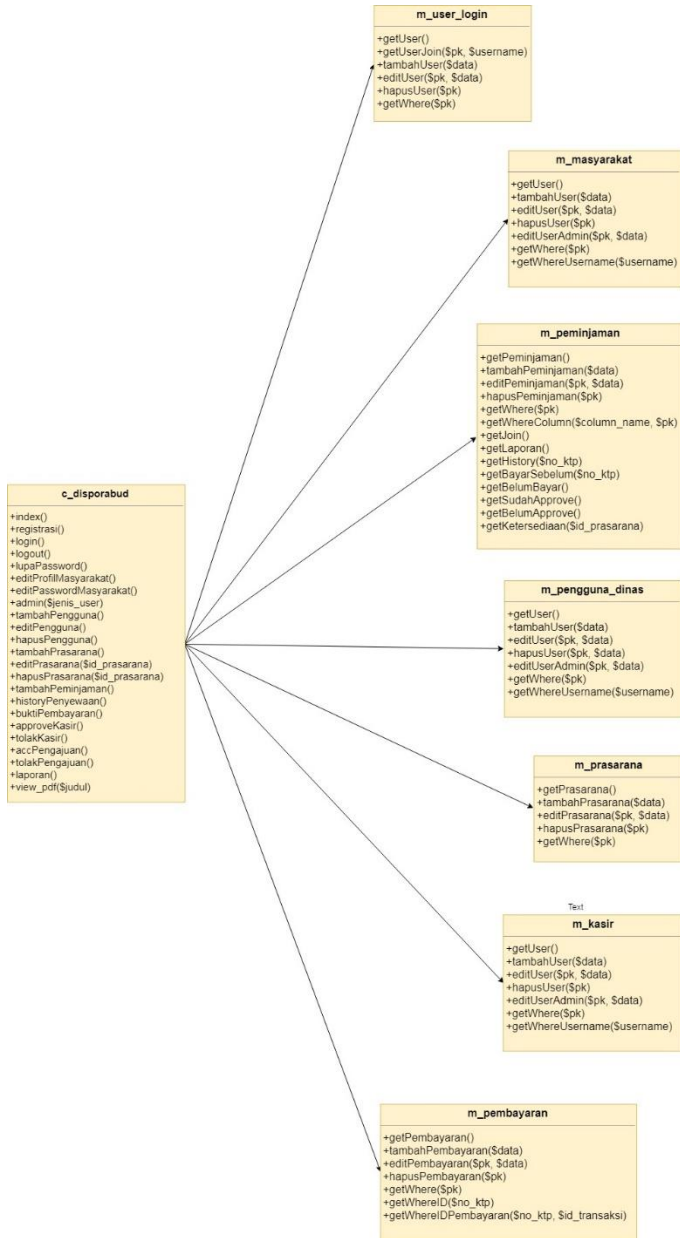 m_user_login
+getUser()
+getUserJoin($pk, $username)
+tambahUser($data)
+editUser($pk, $data)
+hapusUser($pk)
+getWhere($pk)
m_masyarakat
+getUser()
+tambahUser($data)
+editUser($pk, $data)
+hapusUser($pk)
+editUserAdmin($pk, $data)
+getWhere($pk)
+getWhereUsername($username)
m_peminjaman
+getPeminjaman()
+tambahPeminjaman($data)
+editPeminjaman($pk, $data)
+hapusPeminjaman($pk)
+getWhere($pk)
+getWhereColumn($column_name, $pk)
+getJoin()
+getLaporan()
+getHistory($no_ktp)
+getBayarSebelum($no_ktp)
+getBelumBayar()
+getSudahApprove()
+getBelumApprove()
+getKetersediaan($id_prasarana)
c_disporabud
+index()
+registrasi()
+login()
+logout()
+lupaPassword()
+editProfilMasyarakat()
+editPasswordMasyarakat()
+admin($jenis_user)
+tambahPengguna()
+editPengguna()
+hapusPengguna()
+tambahPrasarana()
+editPrasarana($id_prasarana)
+hapusPrasarana($id_prasarana)
+tambahPeminjaman()
+historyPenyewaan()
+buktiPembayaran()
+approveKasir()
+tolakKasir()
+accPengajuan()
+tolakPengajuan()
+laporan()
+view_pdf($judul)
m_pengguna_dinas
+getUser()
+tambahUser($data)
+editUser($pk, $data)
+hapusUser($pk)
+editUserAdmin($pk, $data)
+getWhere($pk)
+getWhereUsername($username)
m_prasarana
+getPrasarana()
+tambahPrasarana($data)
+editPrasarana($pk, $data)
+hapusPrasarana($pk)
+getWhere($pk)
Text
m_kasir
+getUser()
+tambahUser($data)
+editUser($pk, $data)
+hapusUser($pk)
+editUserAdmin($pk, $data)
+getWhere($pk)
+getWhereUsername($username)
m_pembayaran
+getPembayaran()
+tambahPembayaran($data)
+editPembayaran($pk, $data)
+hapusPembayaran($pk)
+getWhere($pk)
+getWhereID($no_ktp)
+getWhereIDPembayaran($no_ktp, $id_transaksi)